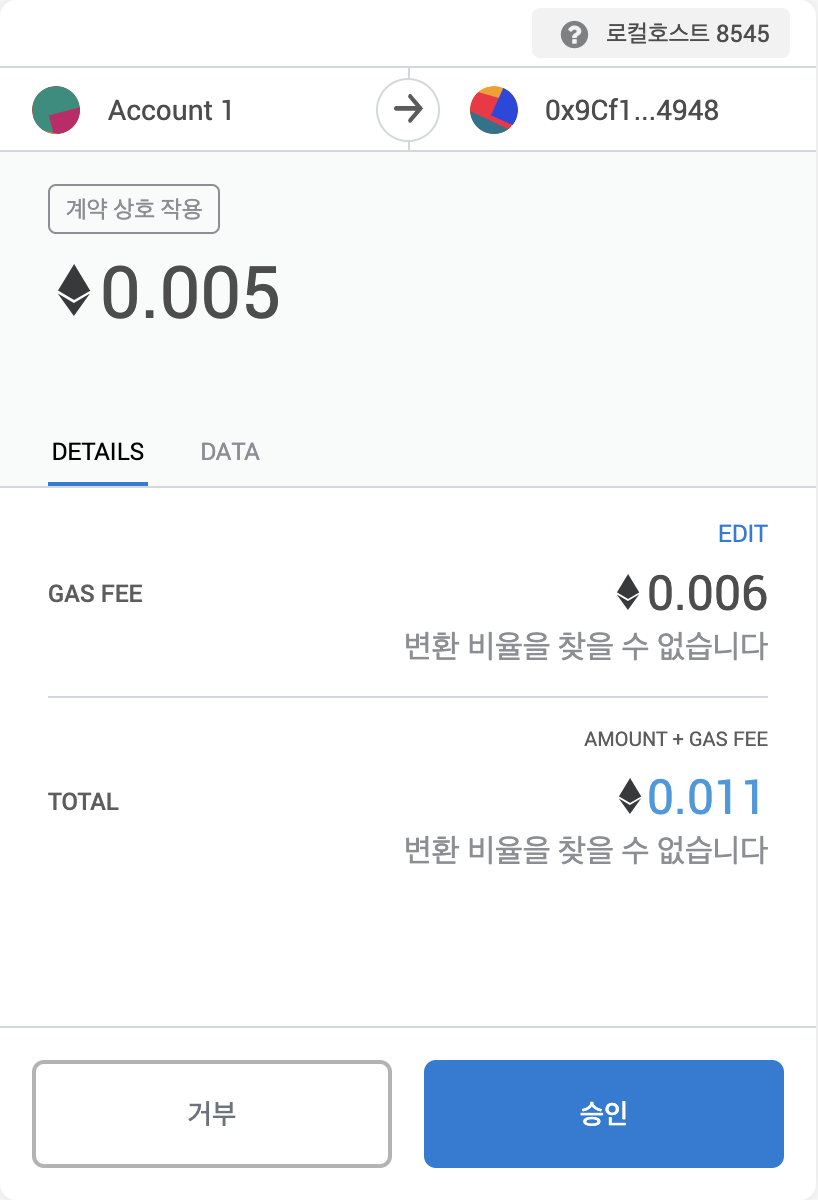 로컬호스트 8545
Account 1
0x9Cf1...4948
계약 상호 작용
0.005
DETAILS DATA
EDIT
GAS FEE 0.006
변환 비율을 찾을 수 없습니다
AMOUNT + GAS FEE
TOTAL 0.011
변환 비율을 찾을 수 없습니다
거부 승인